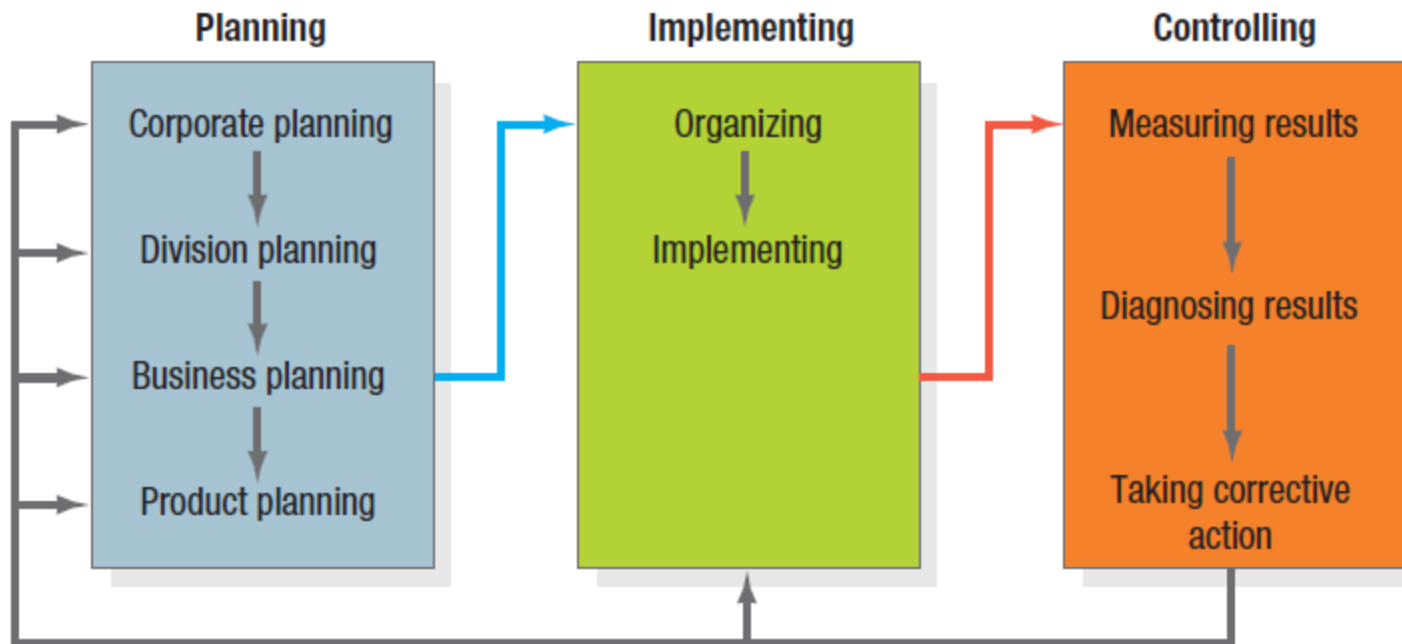 Planning
Corporate planning
Division planning
Business planning
Product planning
Implementing
Organizing
Implementing
Controlling
Measuring results
Diagnosing results
Taking corrective
action